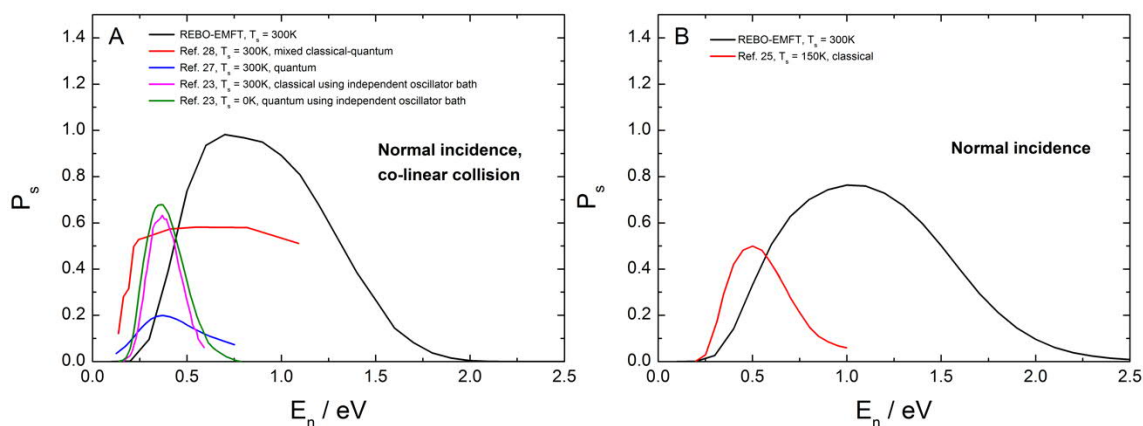 A
REBO-EMFT, Ts = 300K
Ref. 28, Ts = 300K, mixed classical-quantum
Ref. 27, Ts = 300K, quantum
Ref. 23, Ts = 300K, classical using independent oscillator bath
Ref. 23, Ts = 0K, quantum using independent oscillator bath
Normal incidence,
co-linear collision
1.4
1.2
1.0
0.8
0.6
0.4
0.2
0.0
Ps
0.0 0.5 1.0 1.5 2.0 2.5
En / eV
B
REBO-EMFT, Ts = 300K
Ref. 25, Ts = 150K, classical
Normal incidence
1.4
1.2
1.0
0.8
0.6
0.4
0.2
0.0
Ps
0.0 0.5 1.0 1.5 2.0 2.5
En / eV